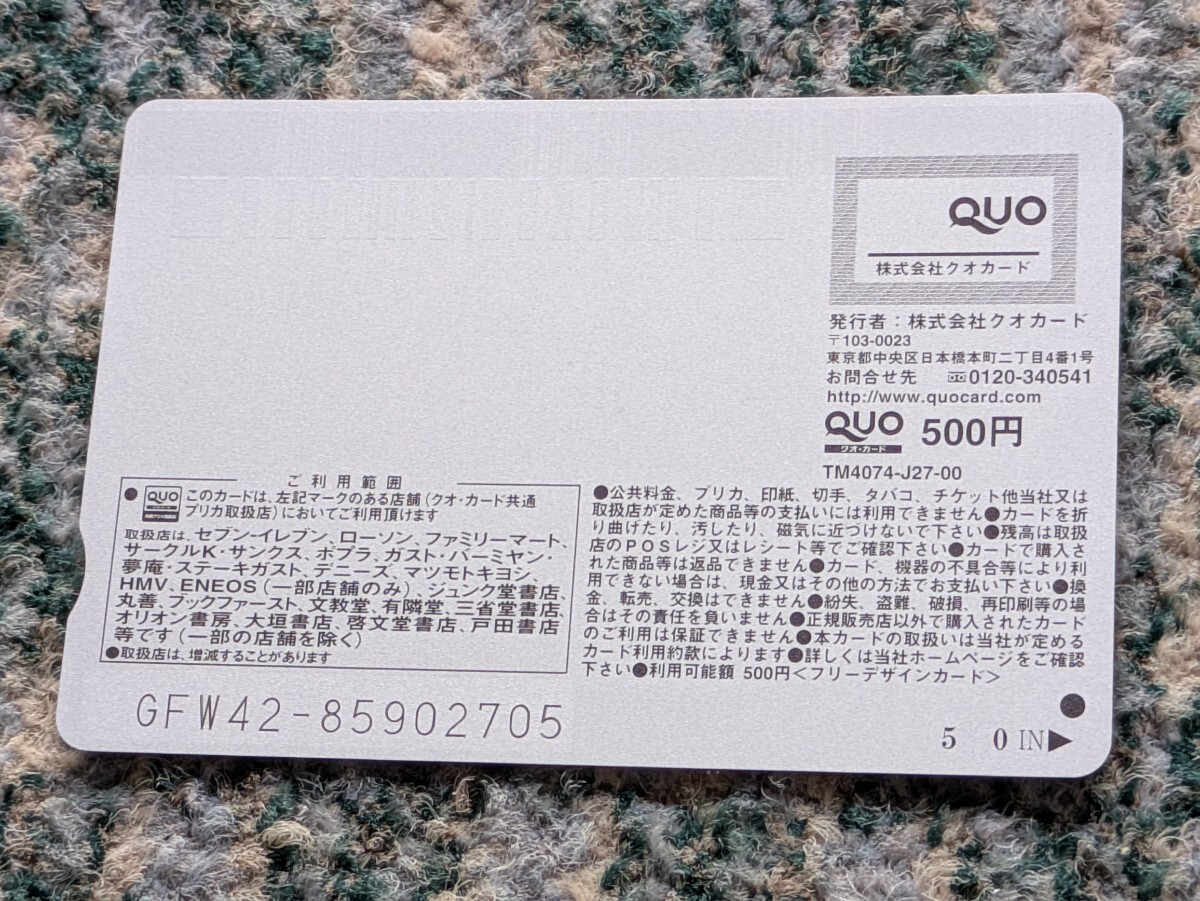 QUO
株式会社クオカード
発行者：株式会社クオカード
〒103-0023
東京都中央区日本橋本町二丁目4番1号
お問合せ先 0120-340541
http://www.quocard.com
QUO 500円
クオ・カード
TM4074-J27-00
ご利用範囲
●QUO このカードは、左記マークのある店舗（クオ・カード共通
プリカ取扱店）においてご利用頂けます
取扱店は、セブン-イレブン、ローソン、ファミリーマート、
サークルK・サンクス、ポプラ、ガスト・バーミヤン・
夢庵・ステーキガスト、デニーズ、マツモトキヨシ、
HMV、ENEOS（一部店舗のみ）、ジュンク堂書店、
丸善、ブックファースト、文教堂、有隣堂、三省堂書店、
オリオン書房、大垣書店、啓文堂書店、戸田書店
等です（一部の店舗を除く）
●取扱店は、増減することがあります
●公共料金、プリカ、印紙、切手、タバコ、チケット他当社又は
取扱店が定めた商品等の支払いには利用できません●カードを折
り曲げたり、汚したり、磁気に近づけないで下さい●残高は取扱
店のPOSレジ又はレシート等でご確認下さい●カードで購入さ
れた商品等は返品できません●カード、機器の不具合等により利
用できない場合は、現金又はその他の方法でお支払い下さい●換
金、転売、交換はできません●紛失、盗難、破損、再印刷等の場
合はその責任を負いません●正規販売店以外で購入されたカード
のご利用は保証できません●本カードの取扱いは当社が定める
カード利用約款によります●詳しくは当社ホームページをご確認
下さい●利用可能額 500円<フリーデザインカード>
GFW42-85902705
5 0 IN▶